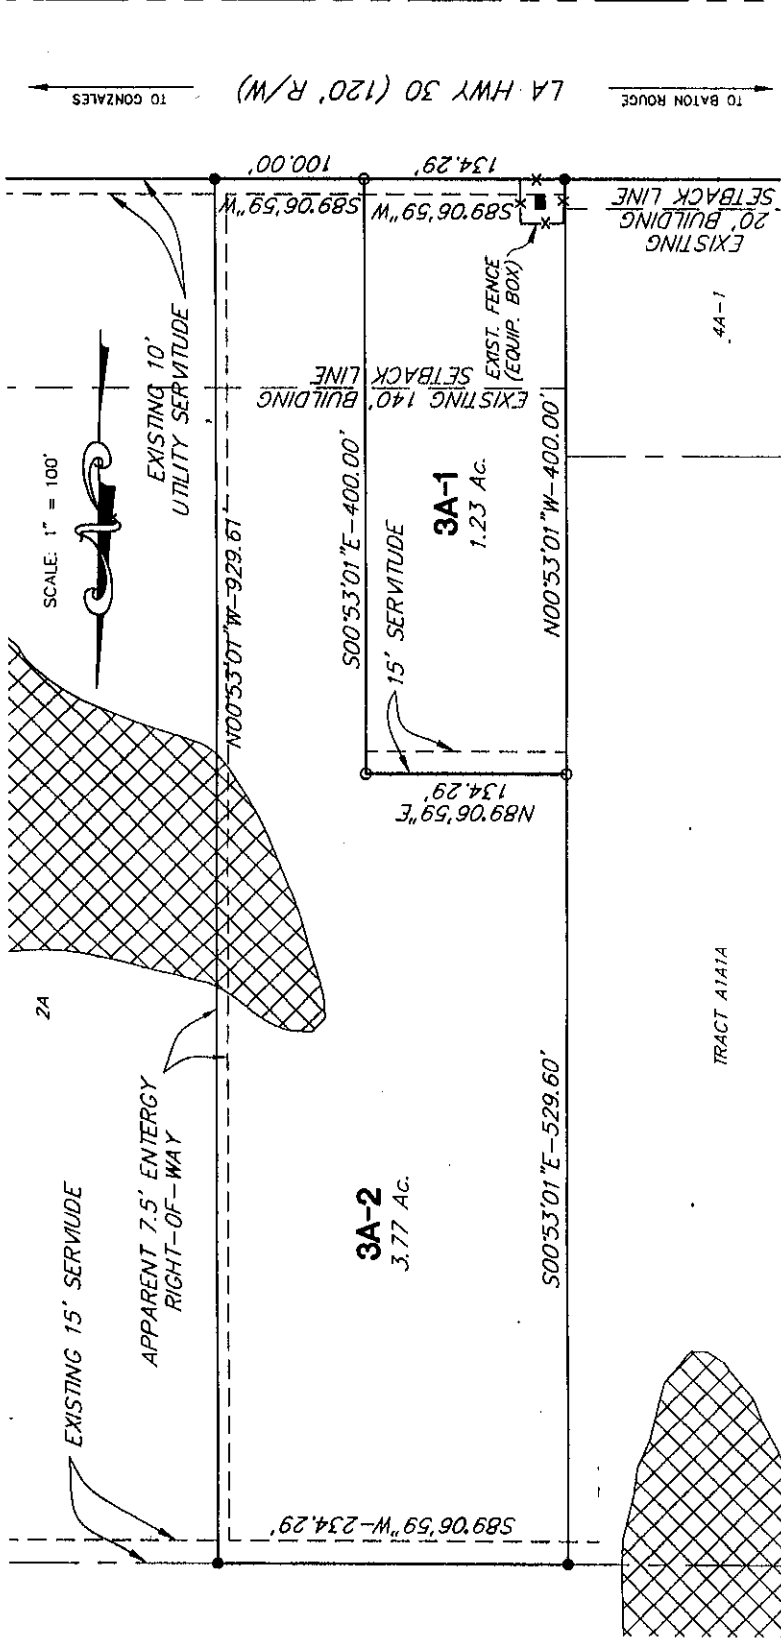 TO GONZALES
LA HWY 30 (120' R/W)
TO BATON ROUGE
100.00'
S89°06'59"W
134.29'
S89°06'59"W
EXISTING
20' BUILDING
SETBACK LINE
4A-1
EXISTING 10'
UTILITY SERVITUDE
EXIST. FENCE
(EQUIP. BOX)
EXISTING 140' BUILDING
SETBACK LINE
SCALE: 1" = 100'
N00°53'01"W-929.61'
S00°53'01"E-400.00'
3A-1
1.23 Ac.
N00°53'01"W-400.00'
15' SERVITUDE
N89°06'59"E
134.29'
2A
TRACT A1A1A
APPARENT 7.5' ENTERGY
RIGHT-OF-WAY
3A-2
3.77 Ac.
S00°53'01"E-529.60'
EXISTING 15' SERVIUDE
S89°06'59"W-234.29'